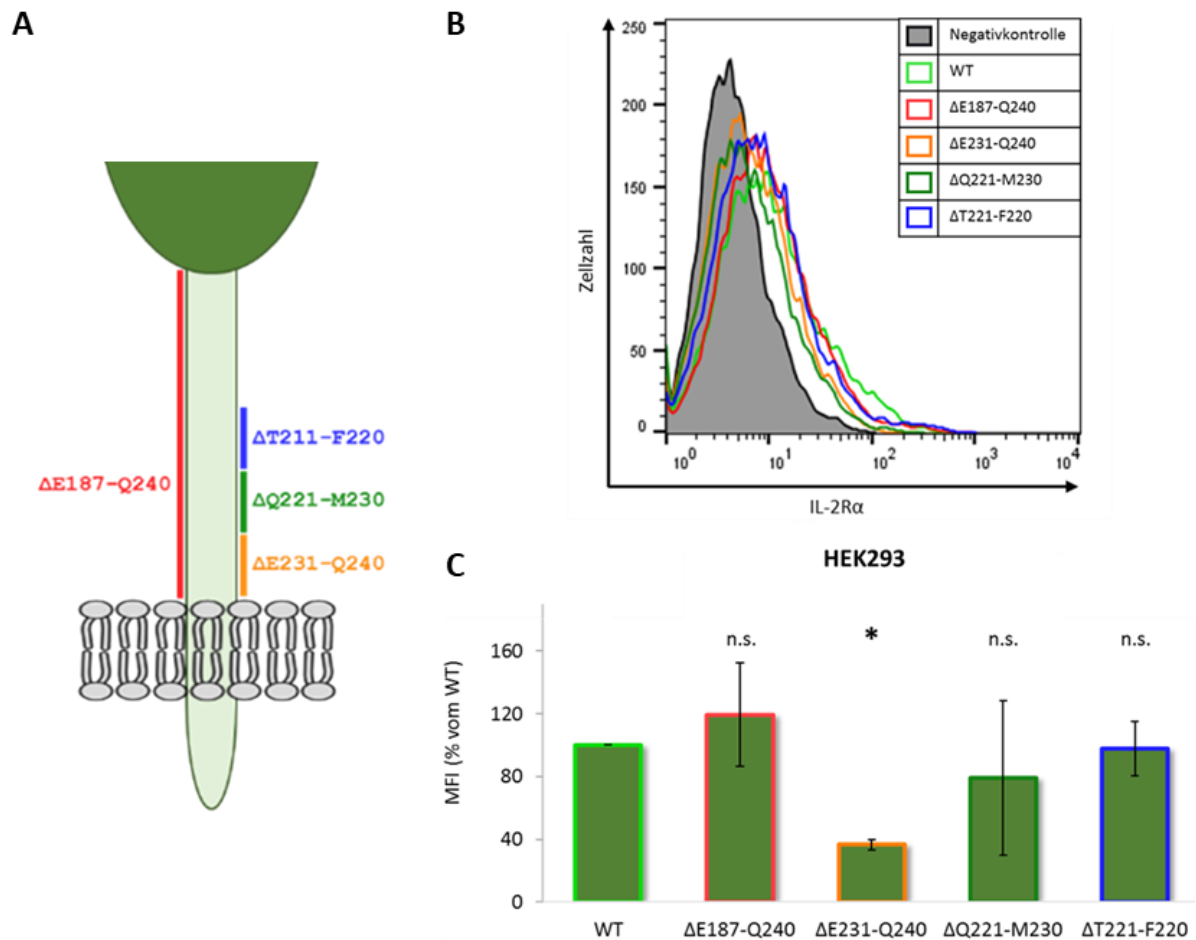 A
ΔE187-Q240
ΔT211-F220
ΔQ221-M230
ΔE231-Q240
B
250
200
150
100
50
0
Zellzahl
10⁰ 10¹ 10² 10³ 10⁴
IL-2Rα
Negativkontrolle
WT
ΔE187-Q240
ΔE231-Q240
ΔQ221-M230
ΔT221-F220
C
HEK293
MFI (% vom WT)
160
120
80
40
0
n.s. * n.s. n.s.
WT ΔE187-Q240 ΔE231-Q240 ΔQ221-M230 ΔT221-F220